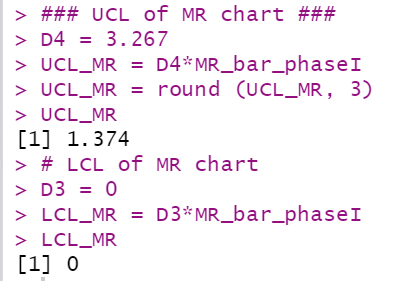 > ### UCL of MR chart ###
> D4 = 3.267
> UCL_MR = D4*MR_bar_phaseI
> UCL_MR = round (UCL_MR, 3)
> UCL_MR
[1] 1.374
> # LCL of MR chart
> D3 = 0
> LCL_MR = D3*MR_bar_phaseI
> LCL_MR
[1] 0